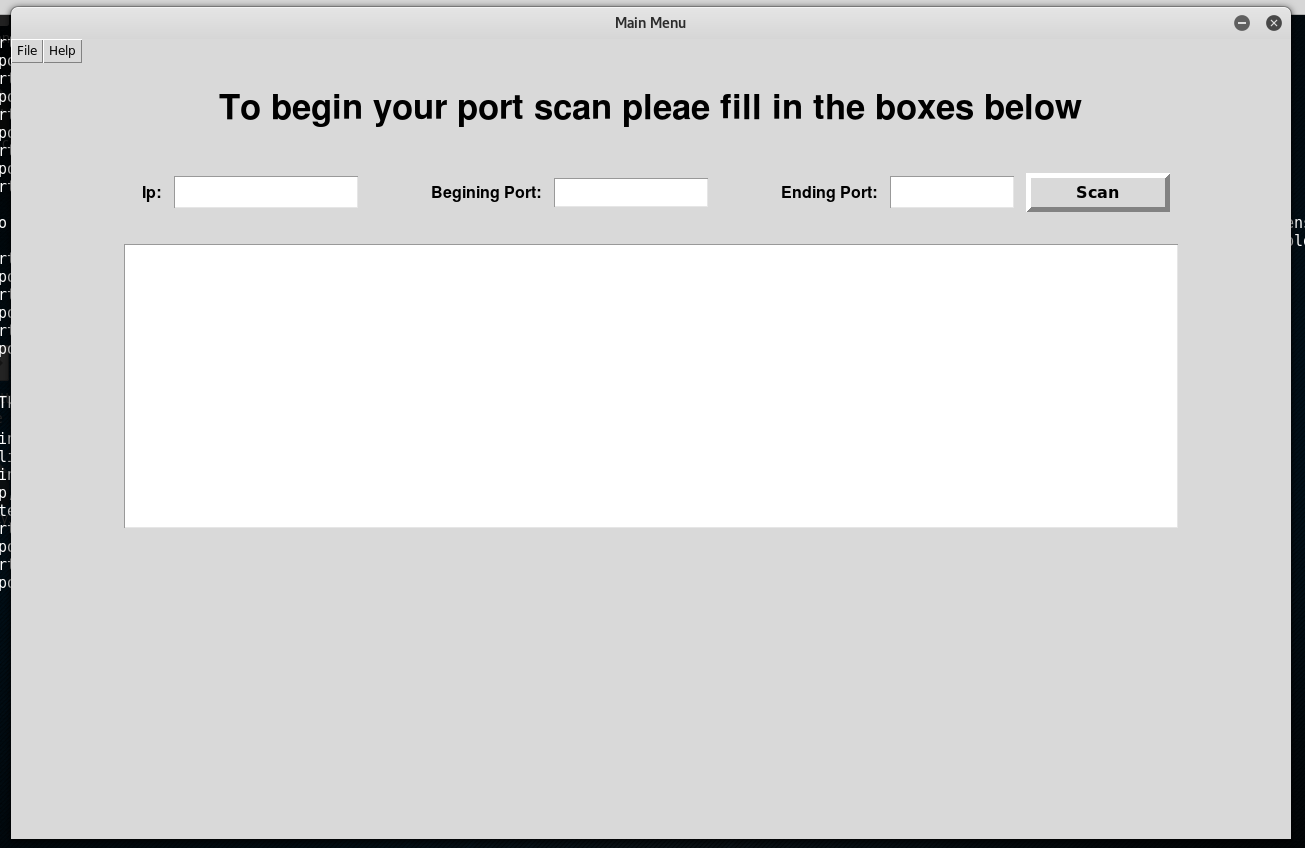 Main Menu
File Help
To begin your port scan pleae fill in the boxes below
Ip: Begining Port: Ending Port: Scan